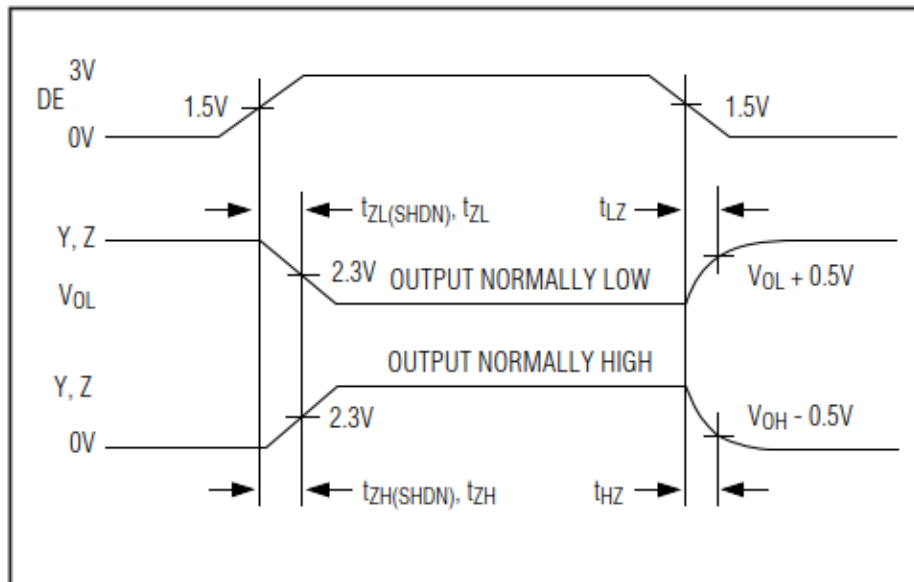 3V
DE
1.5V
1.5V
0V
tZL(SHDN), tZL
tLZ
Y, Z
2.3V
OUTPUT NORMALLY LOW
VOL + 0.5V
VOL
OUTPUT NORMALLY HIGH
Y, Z
2.3V
VOH - 0.5V
0V
tZH(SHDN), tZH
tHZ